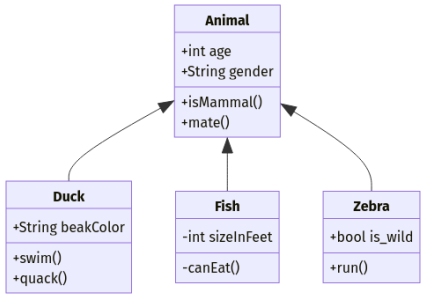 Animal
+int age
+String gender
+isMammal()
+mate()
Duck
+String beakColor
+swim()
+quack()
Fish
-int sizeInFeet
-canEat()
Zebra
+bool is_wild
+run()